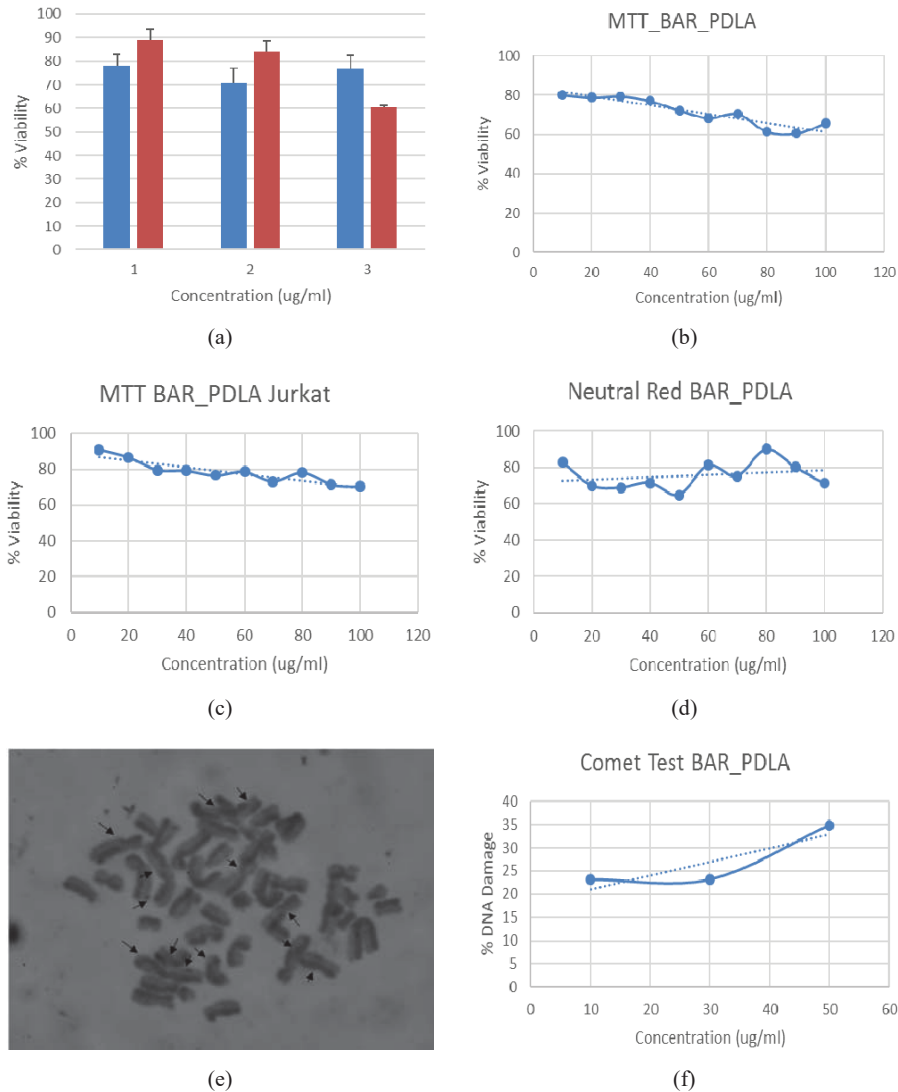 100
90
80
70
60
50
40
30
20
10
0
% Viability
1 2 3
Concentration (ug/ml)
(a)
MTT_BAR_PDLA
100
80
60
40
20
0
% Viability
0 20 40 60 80 100 120
Concentration (ug/ml)
(b)
MTT BAR_PDLA Jurkat
100
80
60
40
20
0
% Viability
0 20 40 60 80 100 120
Concentration (ug/ml)
(c)
Neutral Red BAR_PDLA
100
80
60
40
20
0
% Viability
0 20 40 60 80 100 120
Concentration (ug/ml)
(d)
(e)
Comet Test BAR_PDLA
40
35
30
25
20
15
10
5
0
% DNA Damage
0 10 20 30 40 50 60
Concentration (ug/ml)
(f)